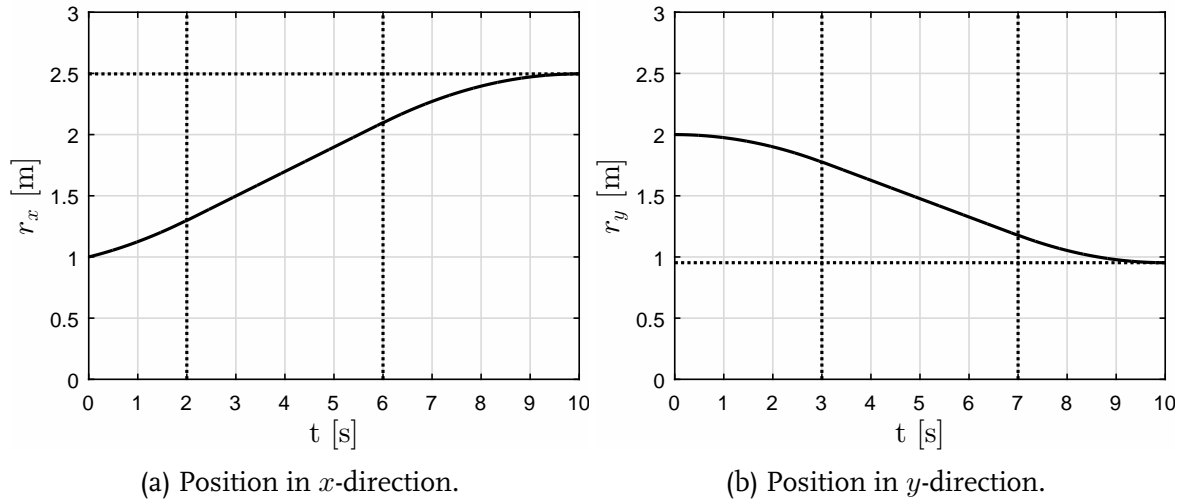 3
2.5
2
1.5
1
0.5
0
r_x [m]
0 1 2 3 4 5 6 7 8 9 10
t [s]
(a) Position in x-direction.
3
2.5
2
1.5
1
0.5
0
r_y [m]
0 1 2 3 4 5 6 7 8 9 10
t [s]
(b) Position in y-direction.